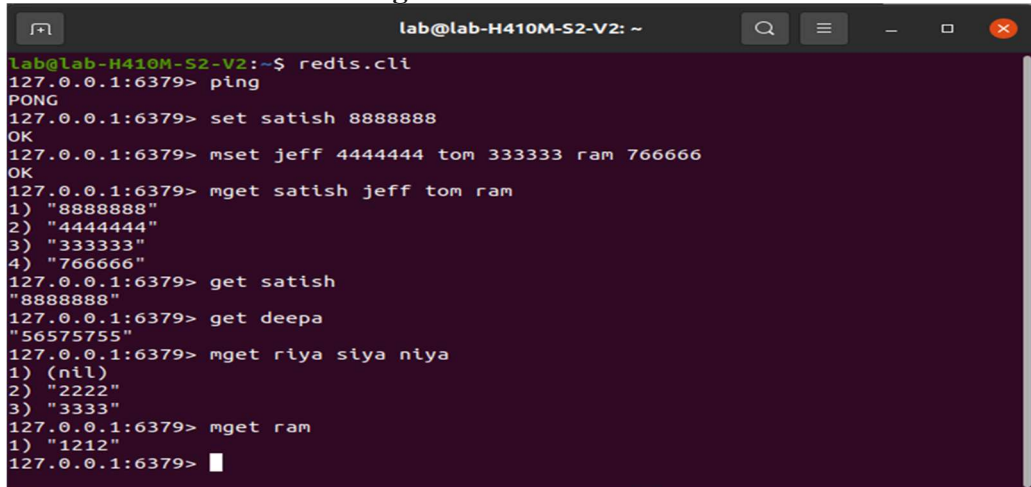 lab@lab-H410M-S2-V2: ~
lab@lab-H410M-S2-V2:~$ redis.cli
127.0.0.1:6379> ping
PONG
127.0.0.1:6379> set satish 8888888
OK
127.0.0.1:6379> mset jeff 4444444 tom 333333 ram 766666
OK
127.0.0.1:6379> mget satish jeff tom ram
1) "8888888"
2) "4444444"
3) "333333"
4) "766666"
127.0.0.1:6379> get satish
"8888888"
127.0.0.1:6379> get deepa
"56575755"
127.0.0.1:6379> mget riya siya niya
1) (nil)
2) "2222"
3) "3333"
127.0.0.1:6379> mget ram
1) "1212"
127.0.0.1:6379>